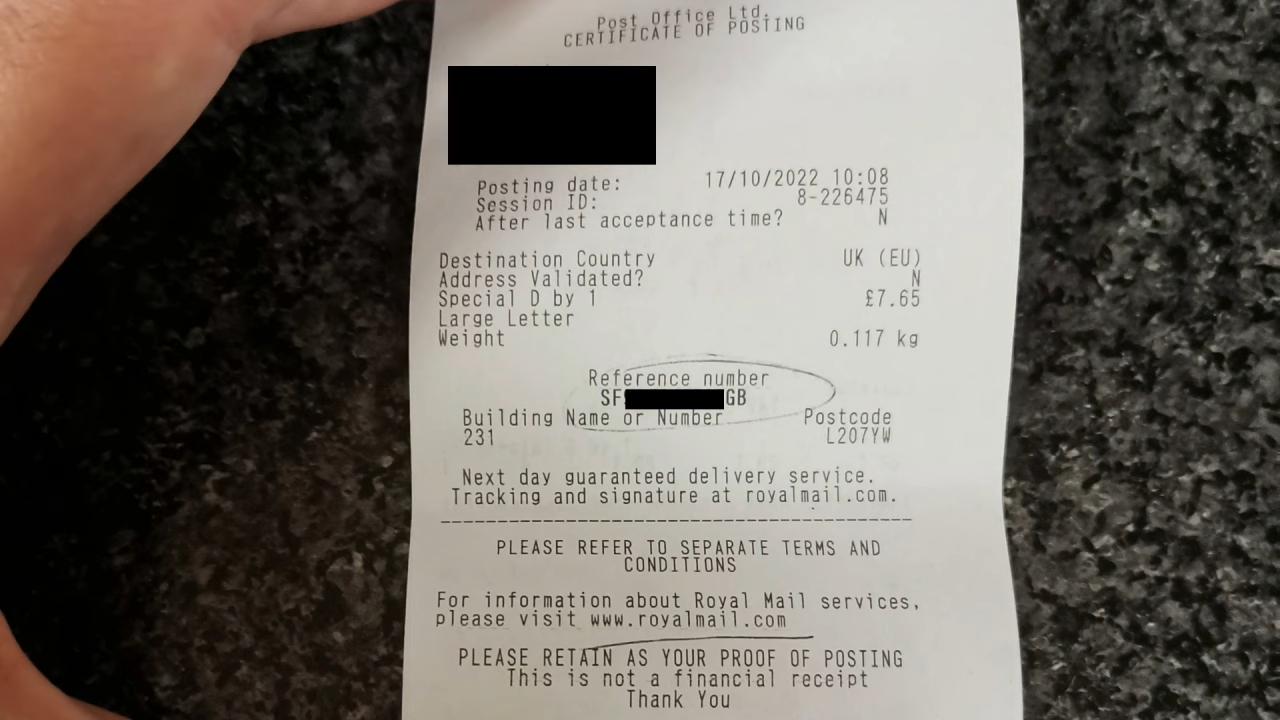 Post Office Ltd.
CERTIFICATE OF POSTING
Posting date: 17/10/2022 10:08
Session ID: 8-226475
After last acceptance time? N
Destination Country UK (EU)
Address Validated? N
Special D by 1 £7.65
Large Letter
Weight 0.117 kg
Reference number
SF GB
Building Name or Number Postcode
231 L207YW
Next day guaranteed delivery service.
Tracking and signature at royalmail.com.
-----------------------------------------
PLEASE REFER TO SEPARATE TERMS AND
CONDITIONS
For information about Royal Mail services,
please visit www.royalmail.com
PLEASE RETAIN AS YOUR PROOF OF POSTING
This is not a financial receipt
Thank You